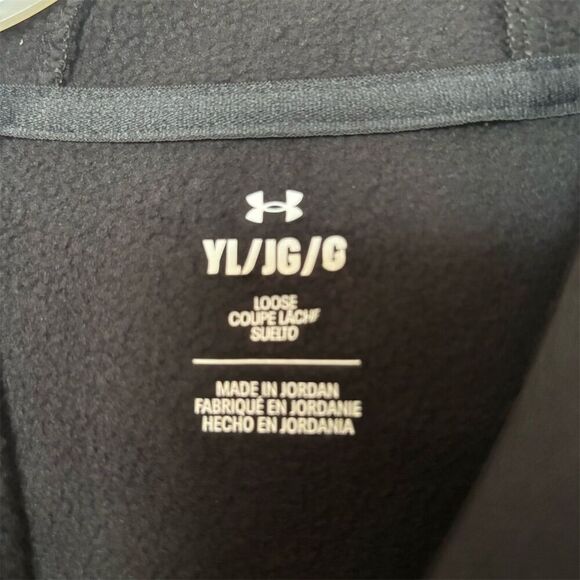 YL/JG/G
LOOSE
COUPE LÂCHE
SUELTO
MADE IN JORDAN
FABRIQUÉ EN JORDANIE
HECHO EN JORDANIA